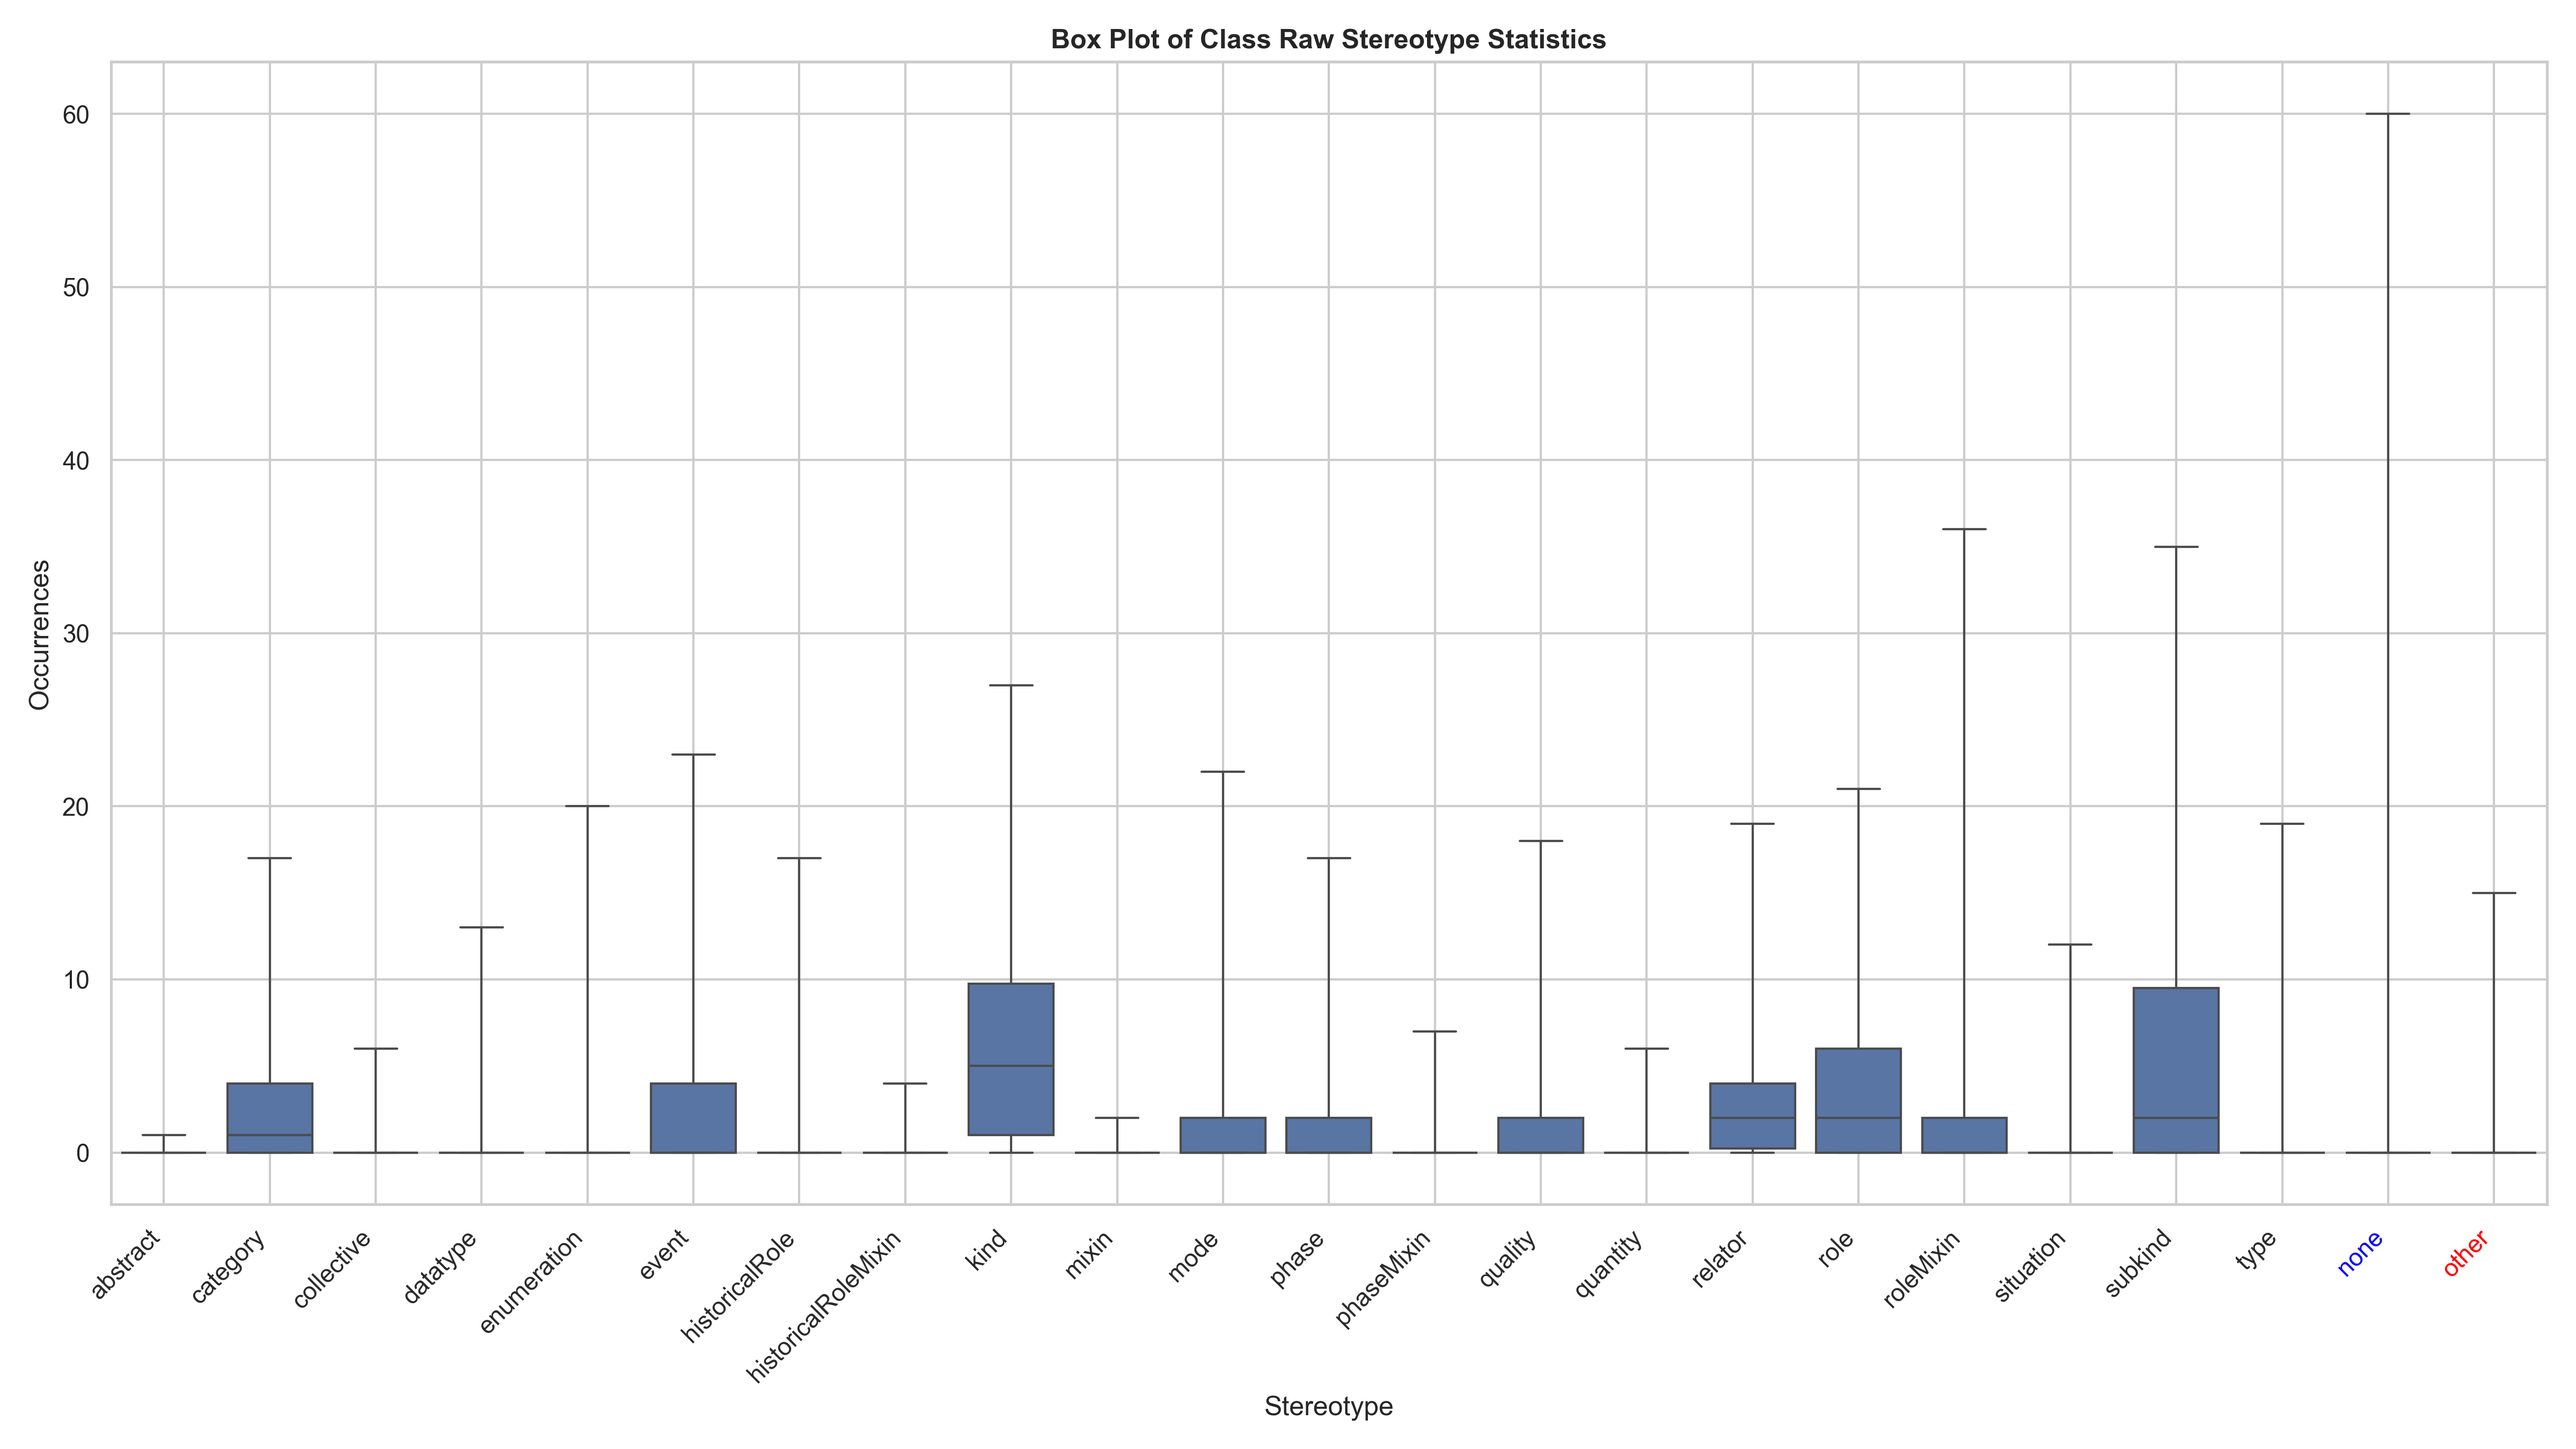 Box Plot of Class Raw Stereotype Statistics
60
50
40
30
20
10
0
Occurrences
abstract
category
collective
datatype
enumeration
event
historicalRole
historicalRoleMixin
kind
mixin
mode
phase
phaseMixin
quality
quantity
relator
role
roleMixin
situation
subkind
type
none
other
Stereotype